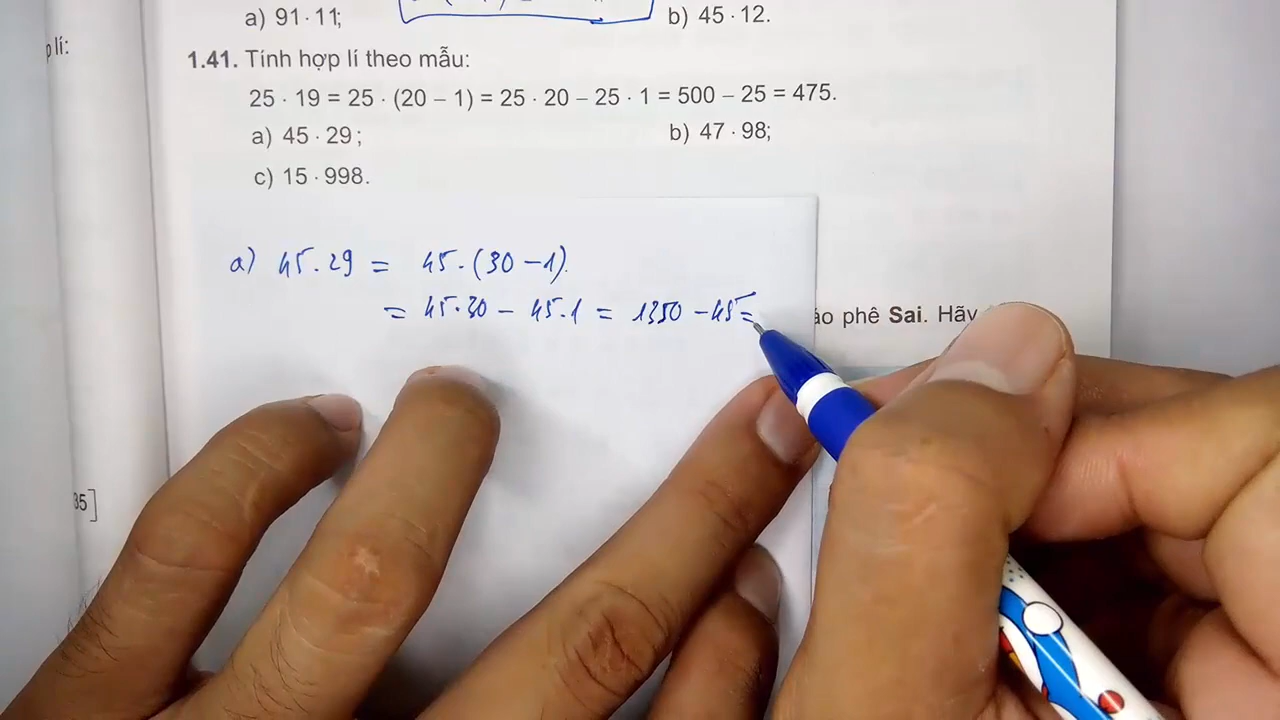 a) 91 · 11; b) 45 · 12.
lí:
1.41. Tính hợp lí theo mẫu:
25 · 19 = 25 · (20 – 1) = 25 · 20 – 25 · 1 = 500 – 25 = 475.
a) 45 · 29; b) 47 · 98;
c) 15 · 998.
a) 45.29 = 45.(30 – 1).
= 45.30 – 45.1 = 1350 – 45 =
phê Sai. Hãy
35]